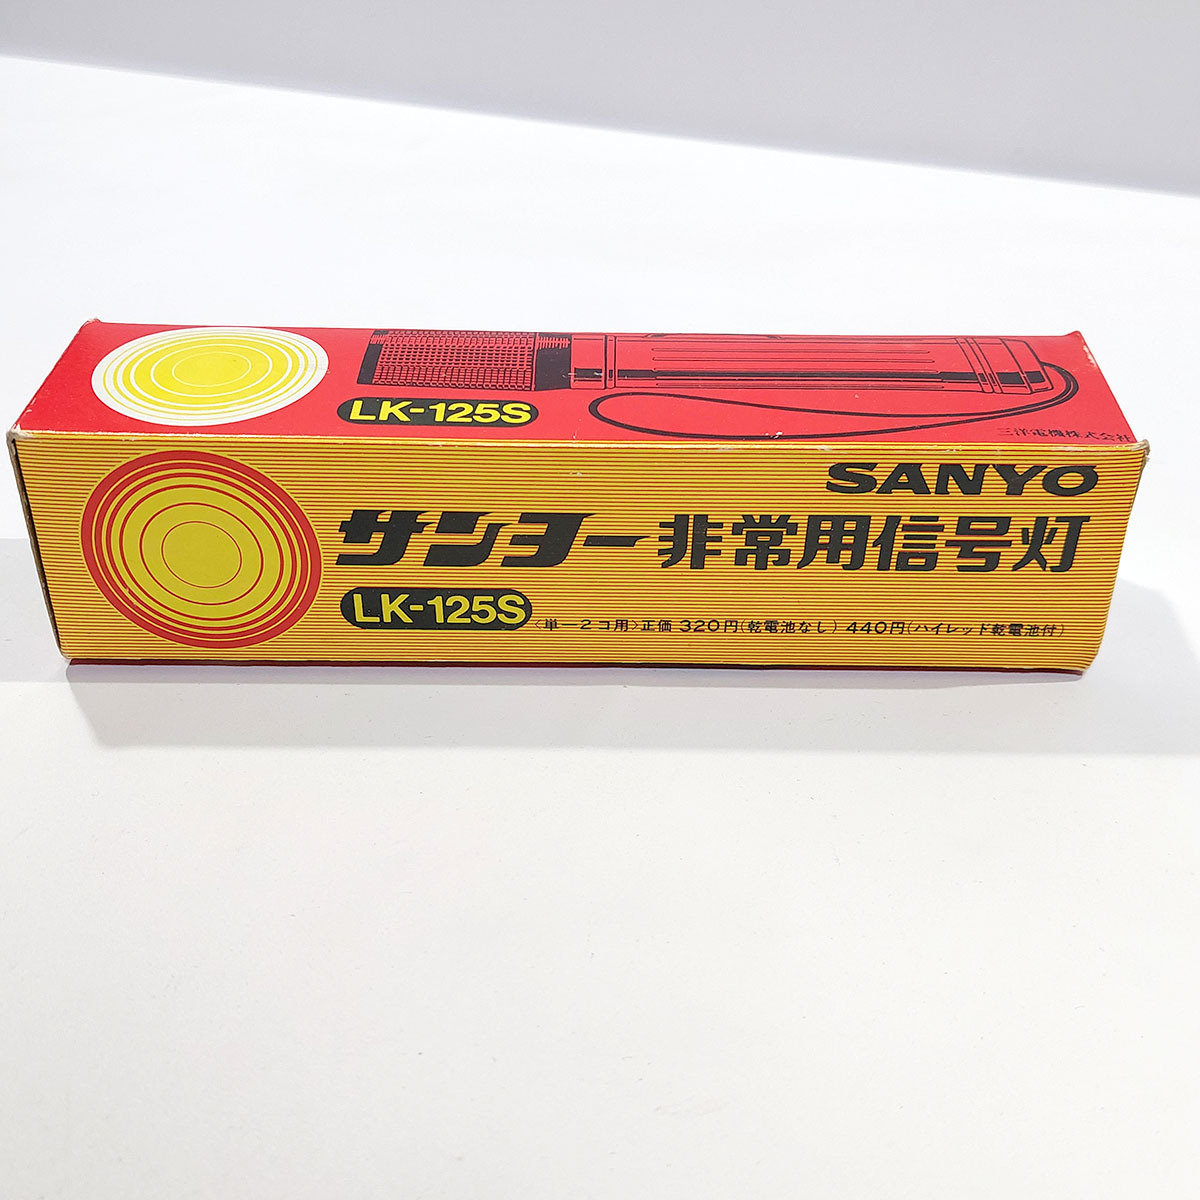 LK-125S
三洋電機株式会社
SANYO
サンヨー非常用信号灯
LK-125S 〈単一2コ用〉正価 320円(乾電池なし) 440円(ハイレッド乾電池付)